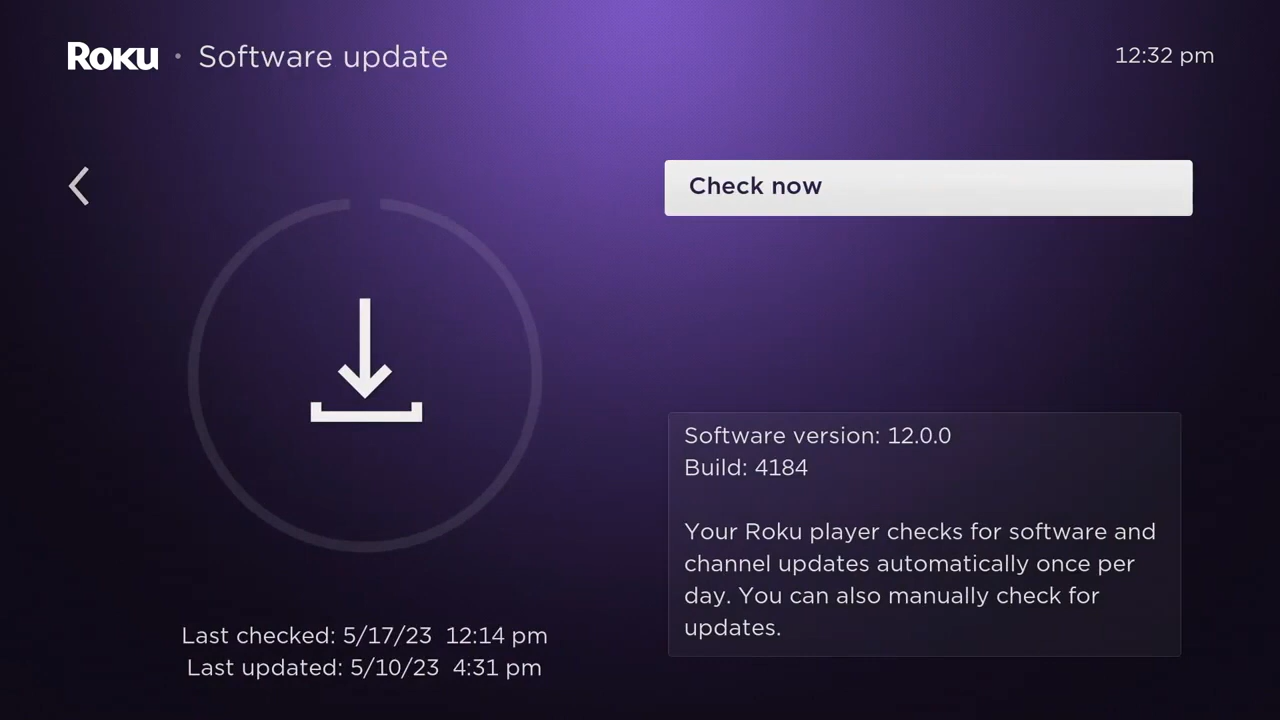 Roku • Software update
12:32 pm
Check now
Software version: 12.0.0
Build: 4184
Your Roku player checks for software and
channel updates automatically once per
day. You can also manually check for
updates.
Last checked: 5/17/23 12:14 pm
Last updated: 5/10/23 4:31 pm